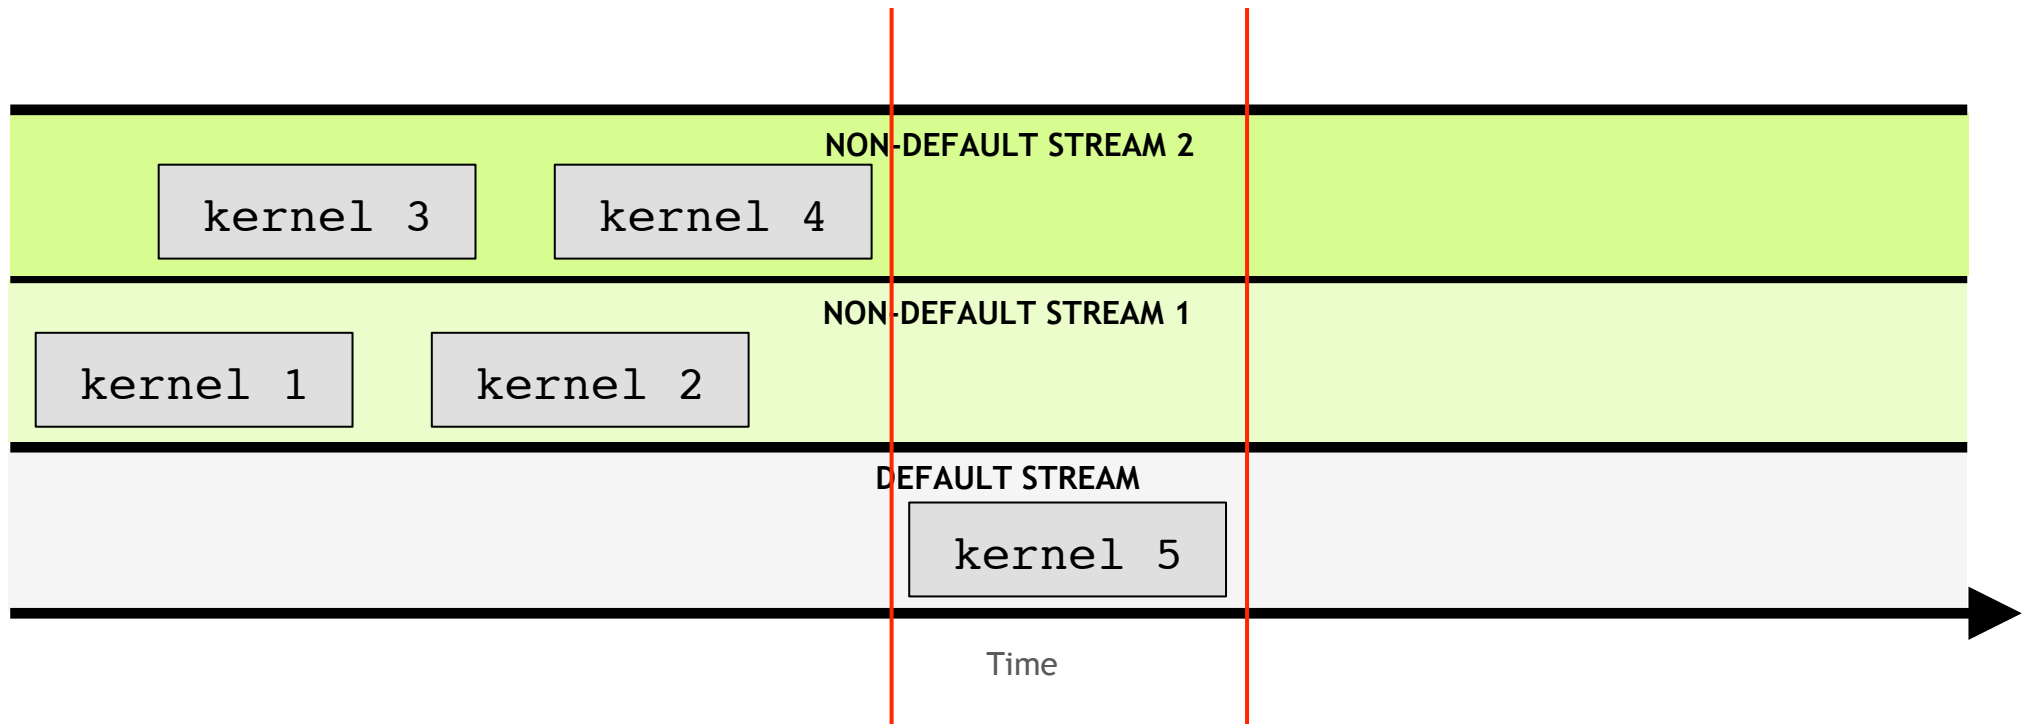 NON-DEFAULT STREAM 2
kernel 3
kernel 4
NON-DEFAULT STREAM 1
kernel 1
kernel 2
DEFAULT STREAM
kernel 5
Time